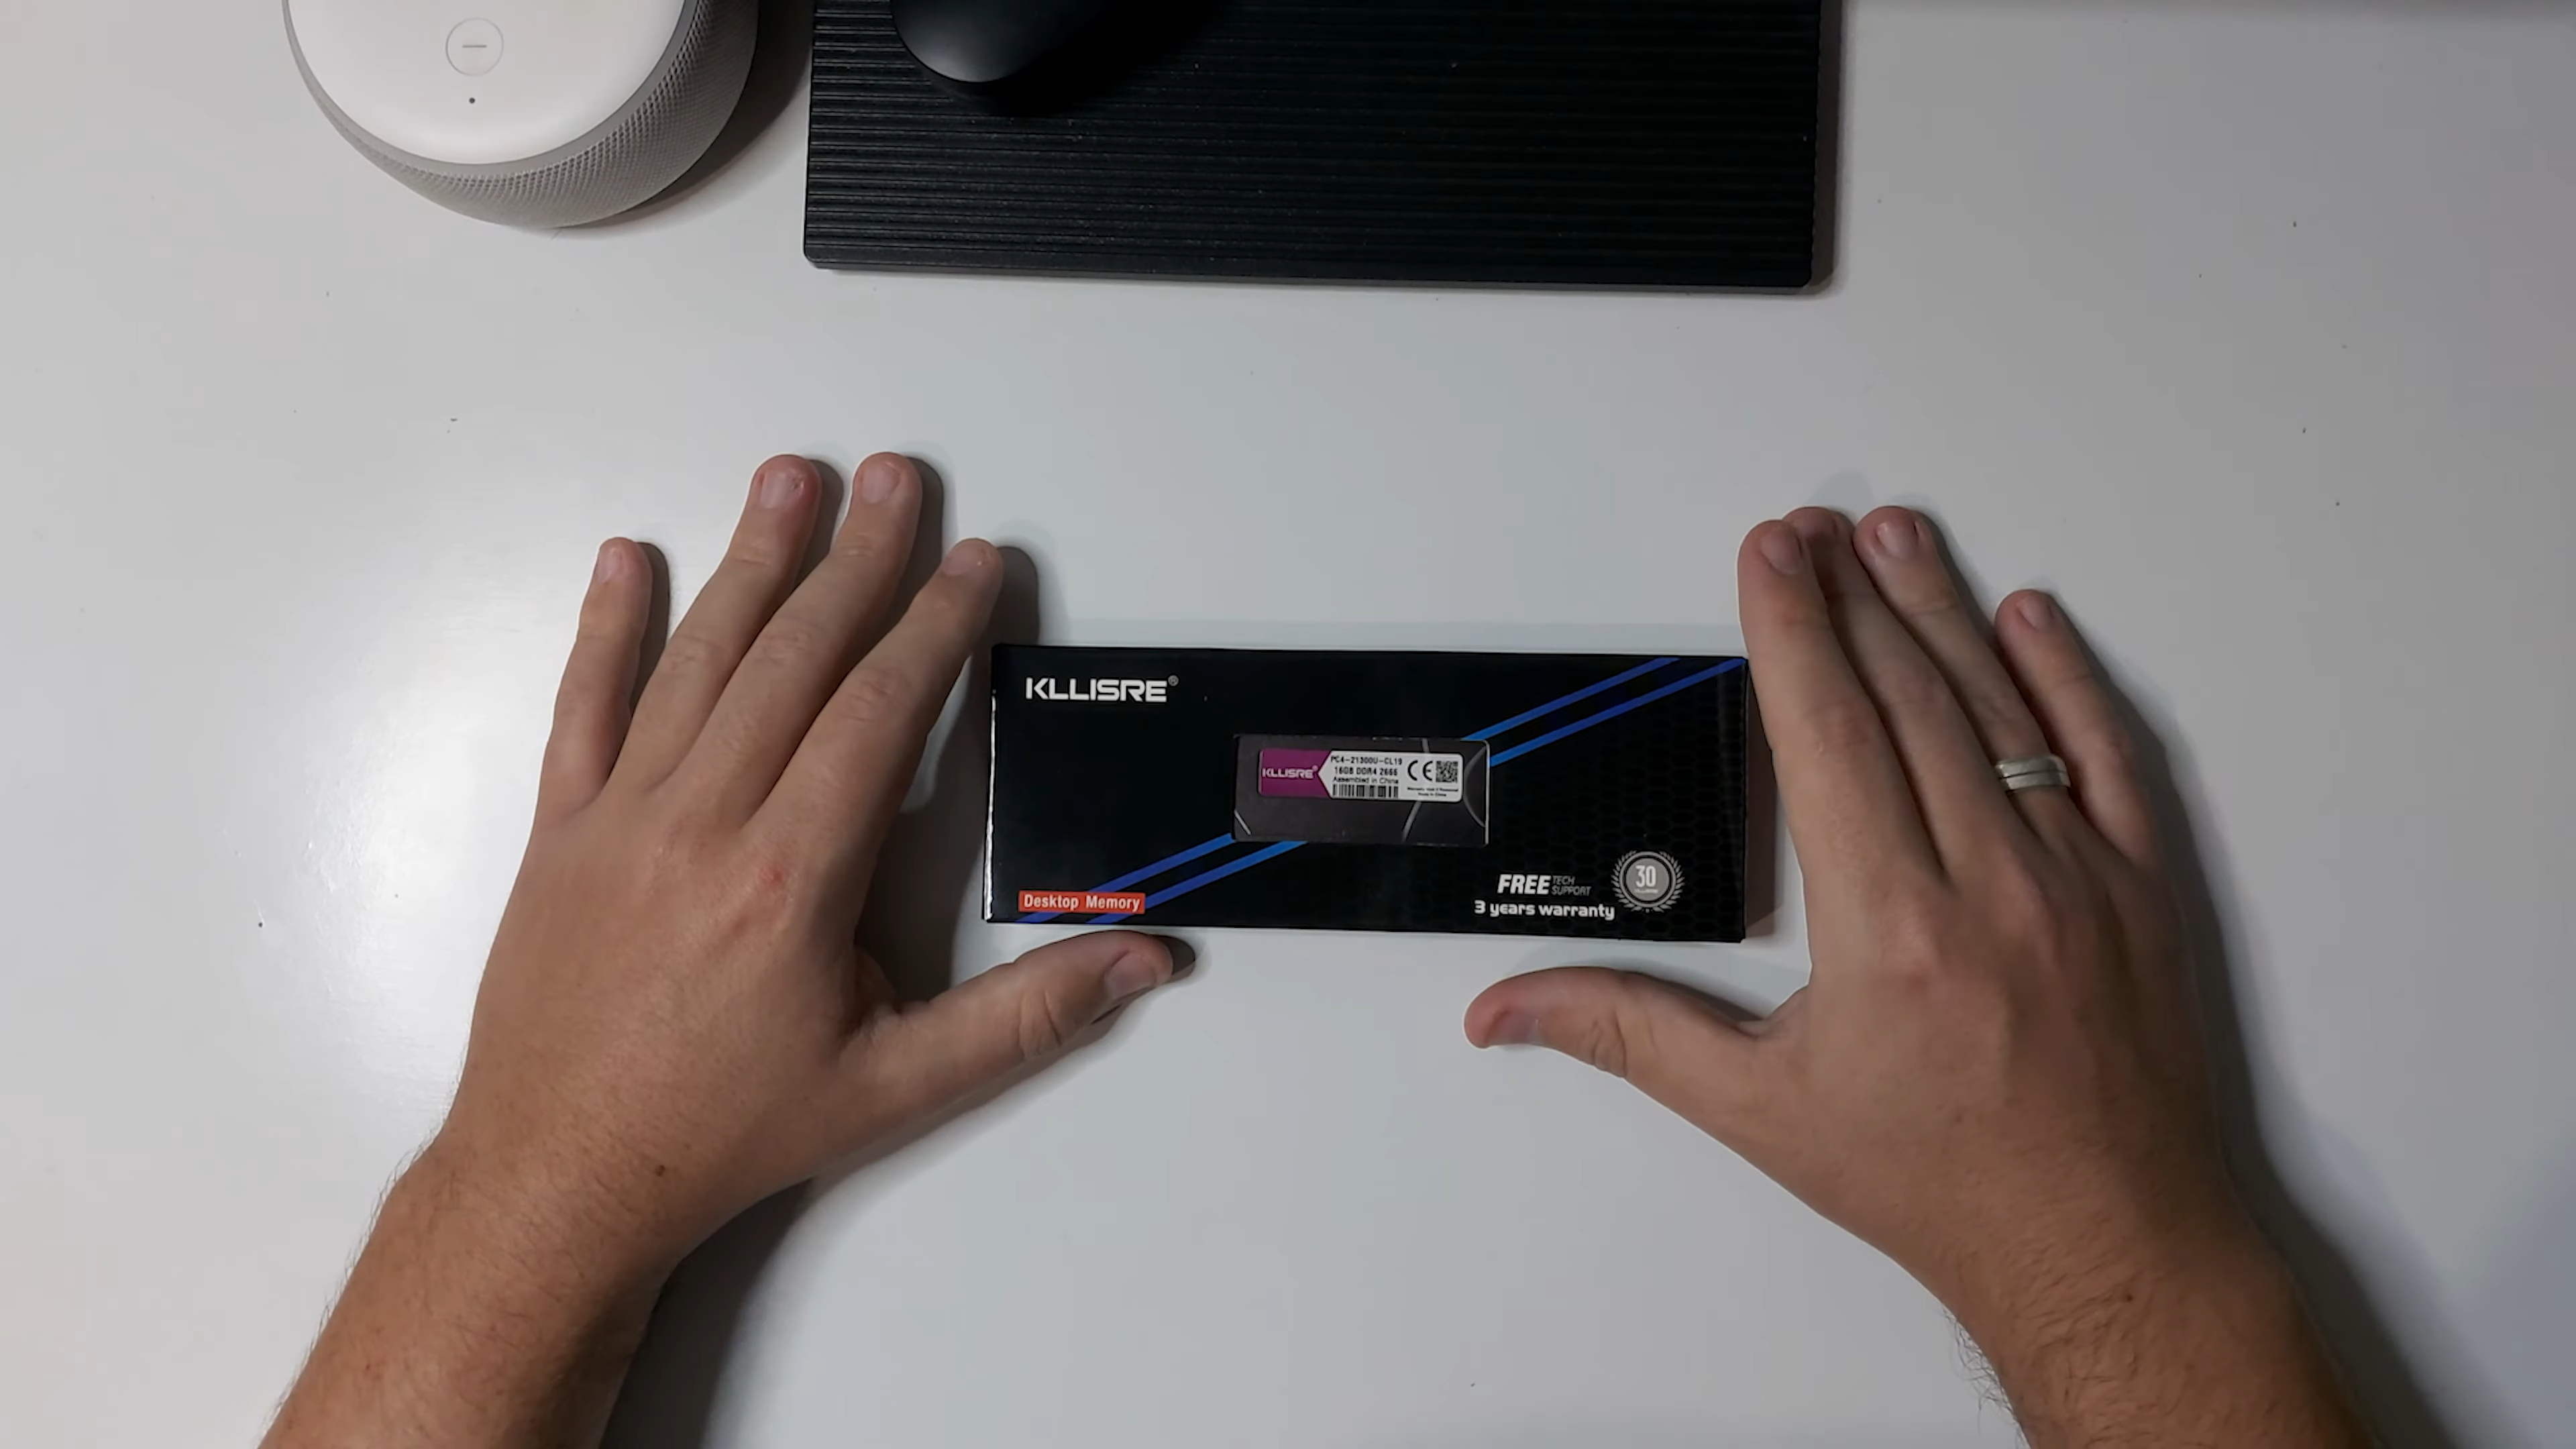 KLLISRE®
KLLISRE®
PC4-21300U-CL19
16GB DDR4 2666
Assembled in China
CE
FREE TECH SUPPORT
30
3 years warranty
Desktop Memory